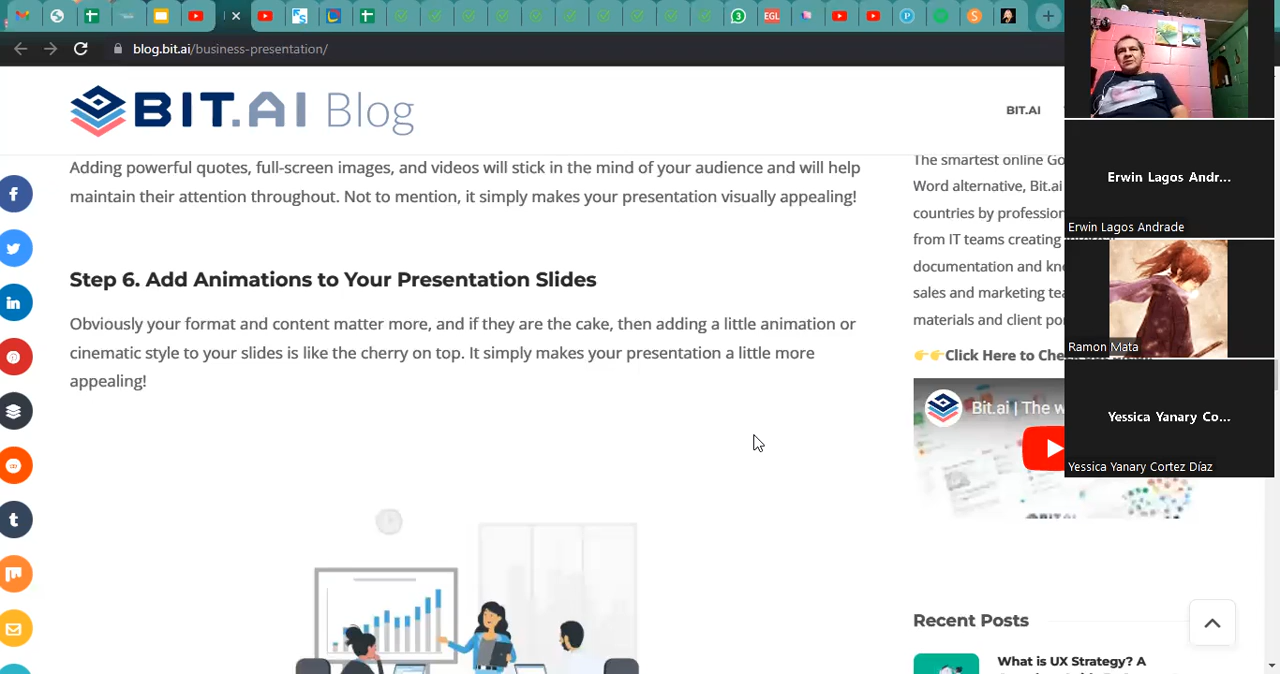 3
EGL
P
S
blog.bit.ai/business-presentation/
BIT.AI Blog
BIT.AI
Adding powerful quotes, full-screen images, and videos will stick in the mind of your audience and will help
maintain their attention throughout. Not to mention, it simply makes your presentation visually appealing!
Step 6. Add Animations to Your Presentation Slides
Obviously your format and content matter more, and if they are the cake, then adding a little animation or
cinematic style to your slides is like the cherry on top. It simply makes your presentation a little more
appealing!
The smartest online Go
Word alternative, Bit.ai
countries by profession
from IT teams creating
documentation and kn
sales and marketing tea
materials and client po
👉👉Click Here to Che
Bit.ai | The w
Recent Posts
What is UX Strategy? A
Erwin Lagos Andr...
Erwin Lagos Andrade
Ramon Mata
Yessica Yanary Co...
Yessica Yanary Cortez Díaz